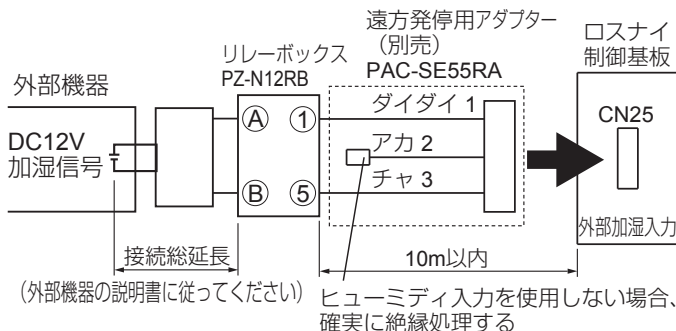 遠方発停用アダプター
（別売）
PAC-SE55RA
ロスナイ
制御基板
リレーボックス
PZ-N12RB
外部機器
DC12V
加湿信号
A
B
1
5
ダイダイ 1
アカ 2
チャ 3
CN25
外部加湿入力
接続総延長
（外部機器の説明書に従ってください）
10m以内
ヒューミディ入力を使用しない場合、
確実に絶縁処理する